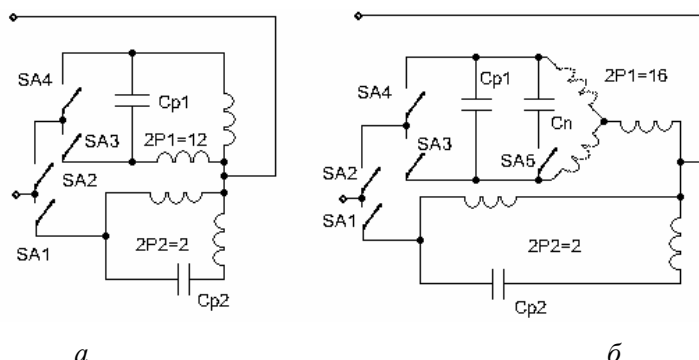 SA4
Cp1
SA3
2P1=12
SA2
SA1
2P2=2
Cp2
а
Cp1
2P1=16
SA4
Cn
SA3
SA5
SA2
SA1
2P2=2
Cp2
б